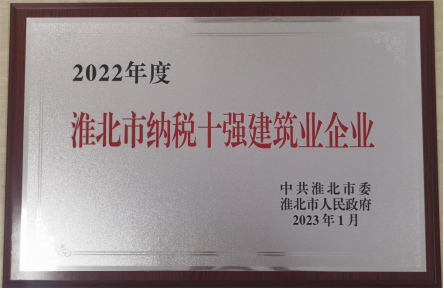 2022年度
淮北市纳税十强建筑业企业
中共淮北市委
淮北市人民政府
2023年1月